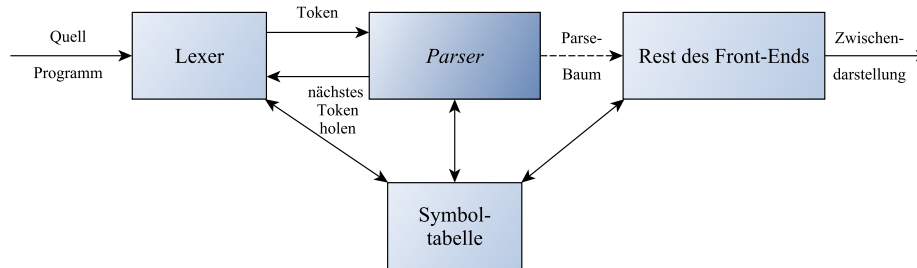 Quell
Programm
Lexer
Token
nächstes
Token
holen
Parser
Parse-
Baum
Rest des Front-Ends
Zwischen-
darstellung
Symbol-
tabelle